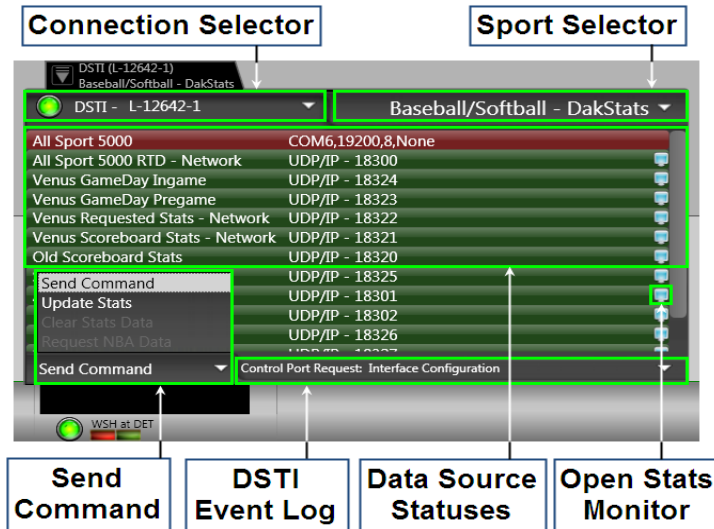 Connection Selector
Sport Selector
DSTI (L-12642-1)
Baseball/Softball - DakStats
DSTI - L-12642-1
Baseball/Softball - DakStats
All Sport 5000 COM6,19200,8,None
All Sport 5000 RTD - Network UDP/IP - 18300
Venus GameDay Ingame UDP/IP - 18324
Venus GameDay Pregame UDP/IP - 18323
Venus Requested Stats - Network UDP/IP - 18322
Venus Scoreboard Stats - Network UDP/IP - 18321
Old Scoreboard Stats UDP/IP - 18320
UDP/IP - 18325
Send Command
UDP/IP - 18301
Update Stats
UDP/IP - 18302
Clear Stats Data
UDP/IP - 18326
Request NBA Data
UDP/IP - 18327
Send Command
Control Port Request: Interface Configuration
WSH at DET
Send Command
DSTI Event Log
Data Source Statuses
Open Stats Monitor